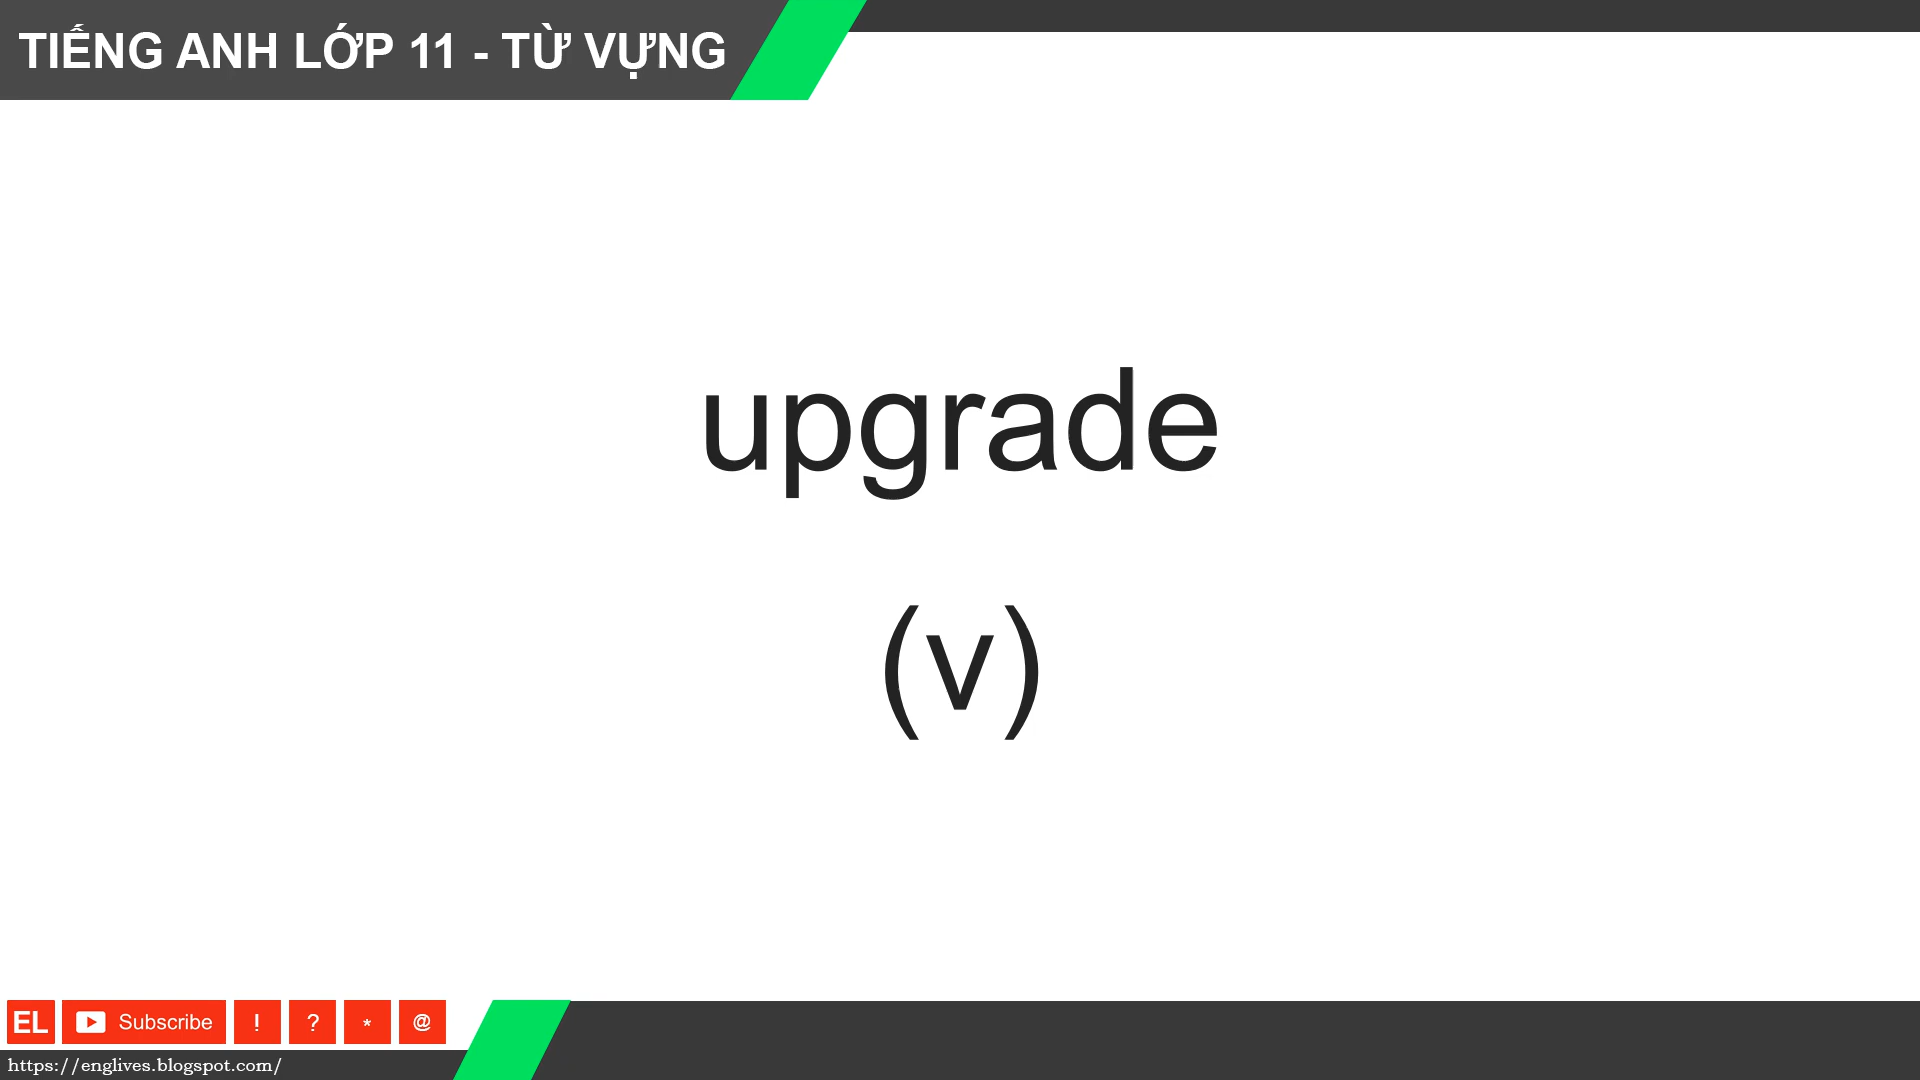 TIẾNG ANH LỚP 11 - TỪ VỰNG
upgrade
(v)
EL Subscribe ! ? * @
https://englives.blogspot.com/